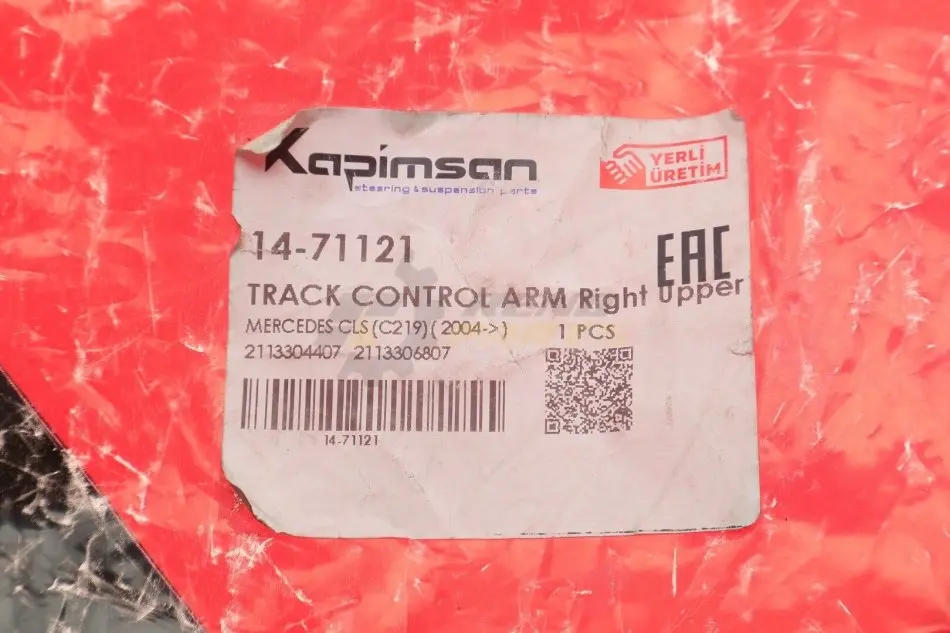 Kapimsan
steering & suspension parts
YERLİ
ÜRETİM
14-71121
EAC
TRACK CONTROL ARM Right Upper
MERCEDES CLS (C219) ( 2004-> )
1 PCS
2113304407 2113306807
14-71121